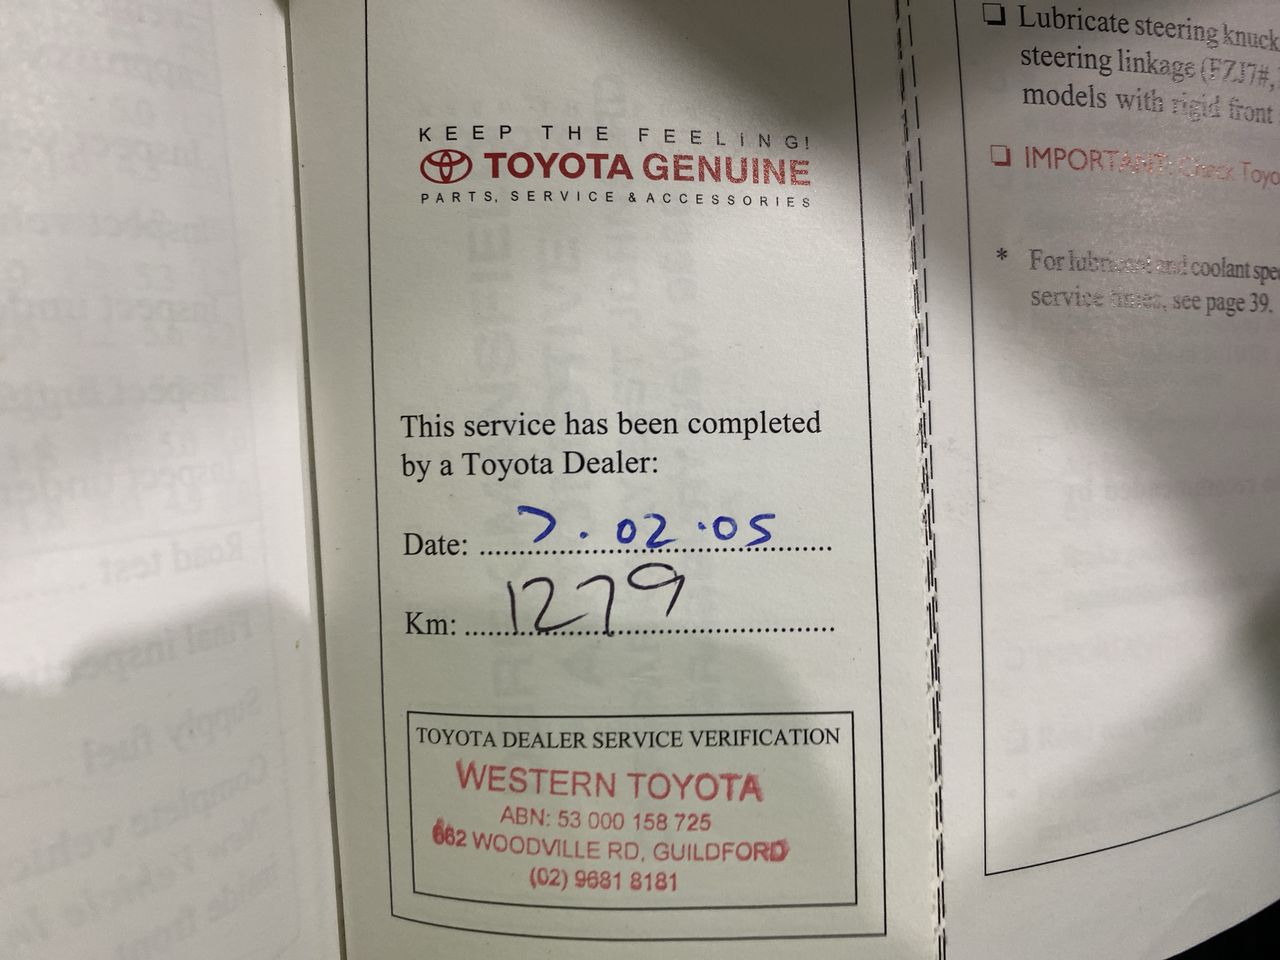 KEEP THE FEELING!
TOYOTA GENUINE
PARTS, SERVICE & ACCESSORIES
This service has been completed
by a Toyota Dealer:
Date: 7.02.05
Km: 1279
TOYOTA DEALER SERVICE VERIFICATION
WESTERN TOYOTA
ABN: 53 000 158 725
662 WOODVILLE RD, GUILDFORD
(02) 9681 8181
❏ Lubricate steering knuck
steering linkage (FZJ7#,
models with rigid front
❏ IMPORTANT: Check Toyo
* For lubricant and coolant spe
service times, see page 39.